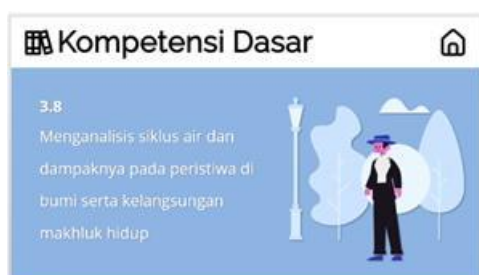 Kompetensi Dasar
3.8
Menganalisis siklus air dan
dampaknya pada peristiwa di
bumi serta kelangsungan
makhluk hidup